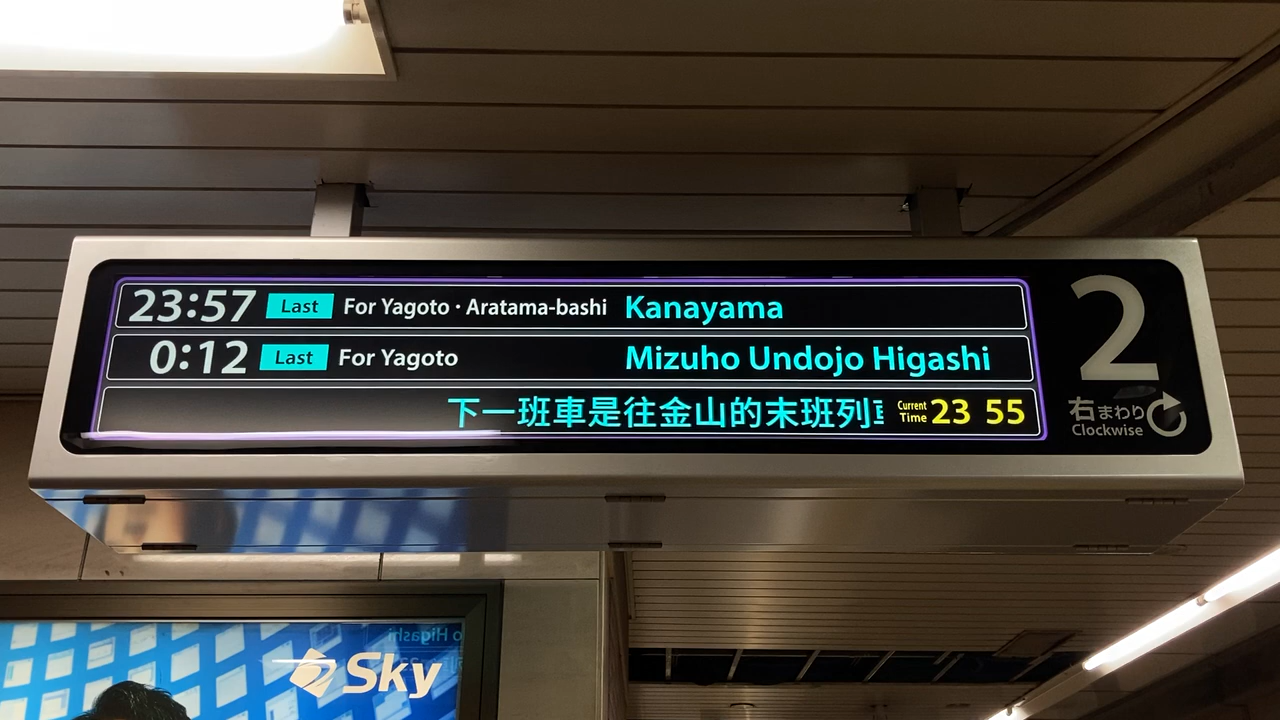 23:57 Last For Yagoto · Aratama-bashi Kanayama
0:12 Last For Yagoto Mizuho Undojo Higashi
下一班車是往金山的末班列 Current Time 23 55
2
右まわり
Clockwise
Sky